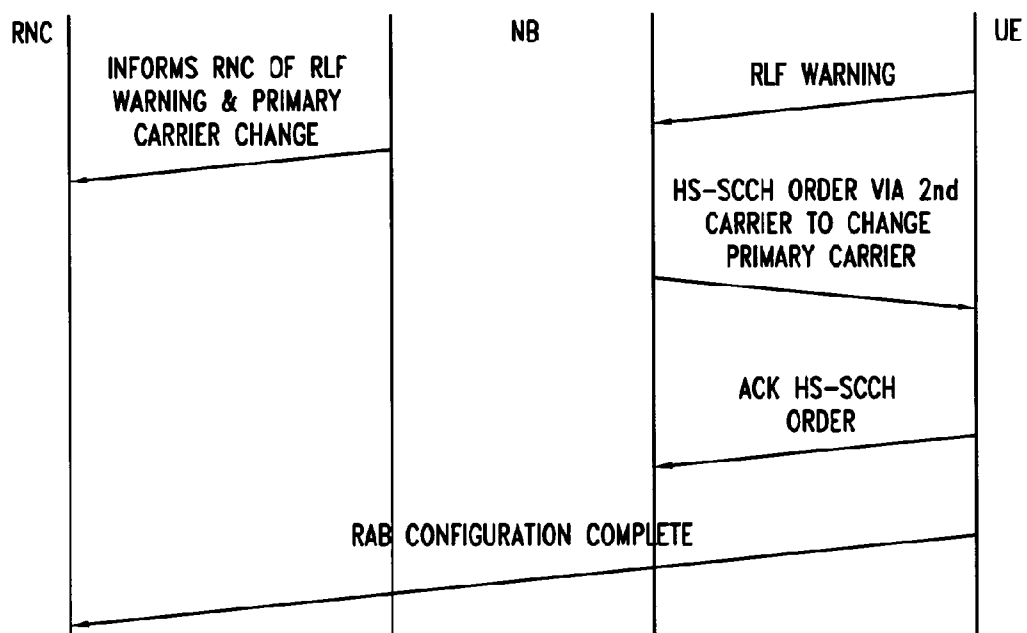 RNC
NB
UE
INFORMS RNC OF RLF
WARNING & PRIMARY
CARRIER CHANGE
RLF WARNING
HS-SCCH ORDER VIA 2nd
CARRIER TO CHANGE
PRIMARY CARRIER
ACK HS-SCCH
ORDER
RAB CONFIGURATION COMPLETE